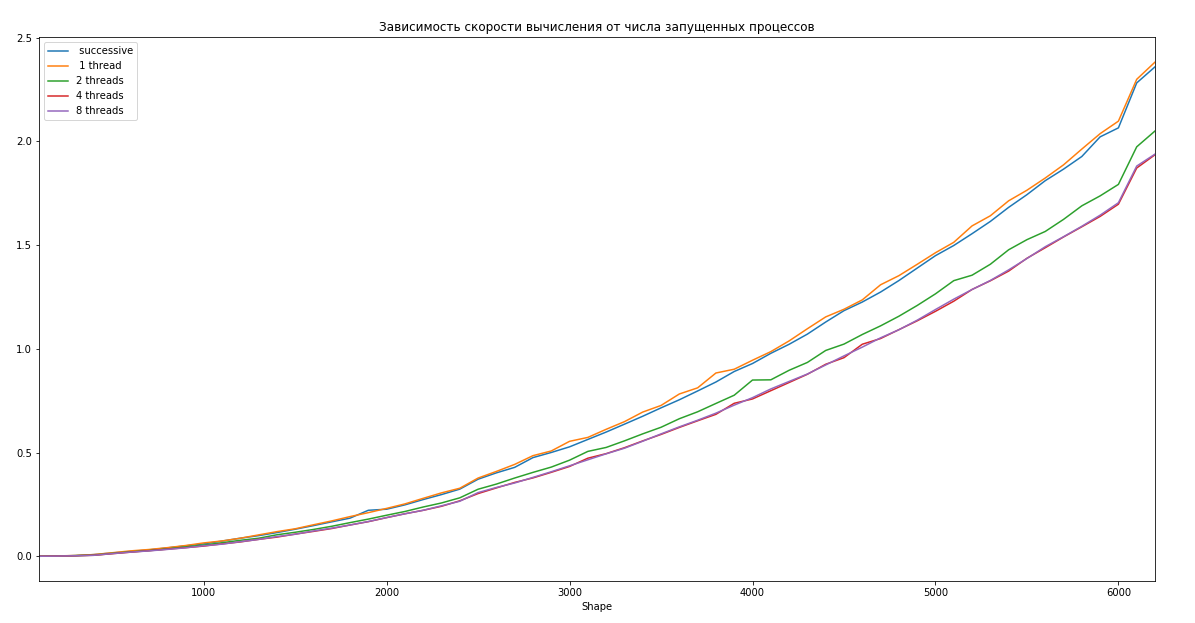 Зависимость скорости вычисления от числа запущенных процессов
2.5
2.0
1.5
1.0
0.5
0.0
successive
1 thread
2 threads
4 threads
8 threads
1000 2000 3000 4000 5000 6000
Shape